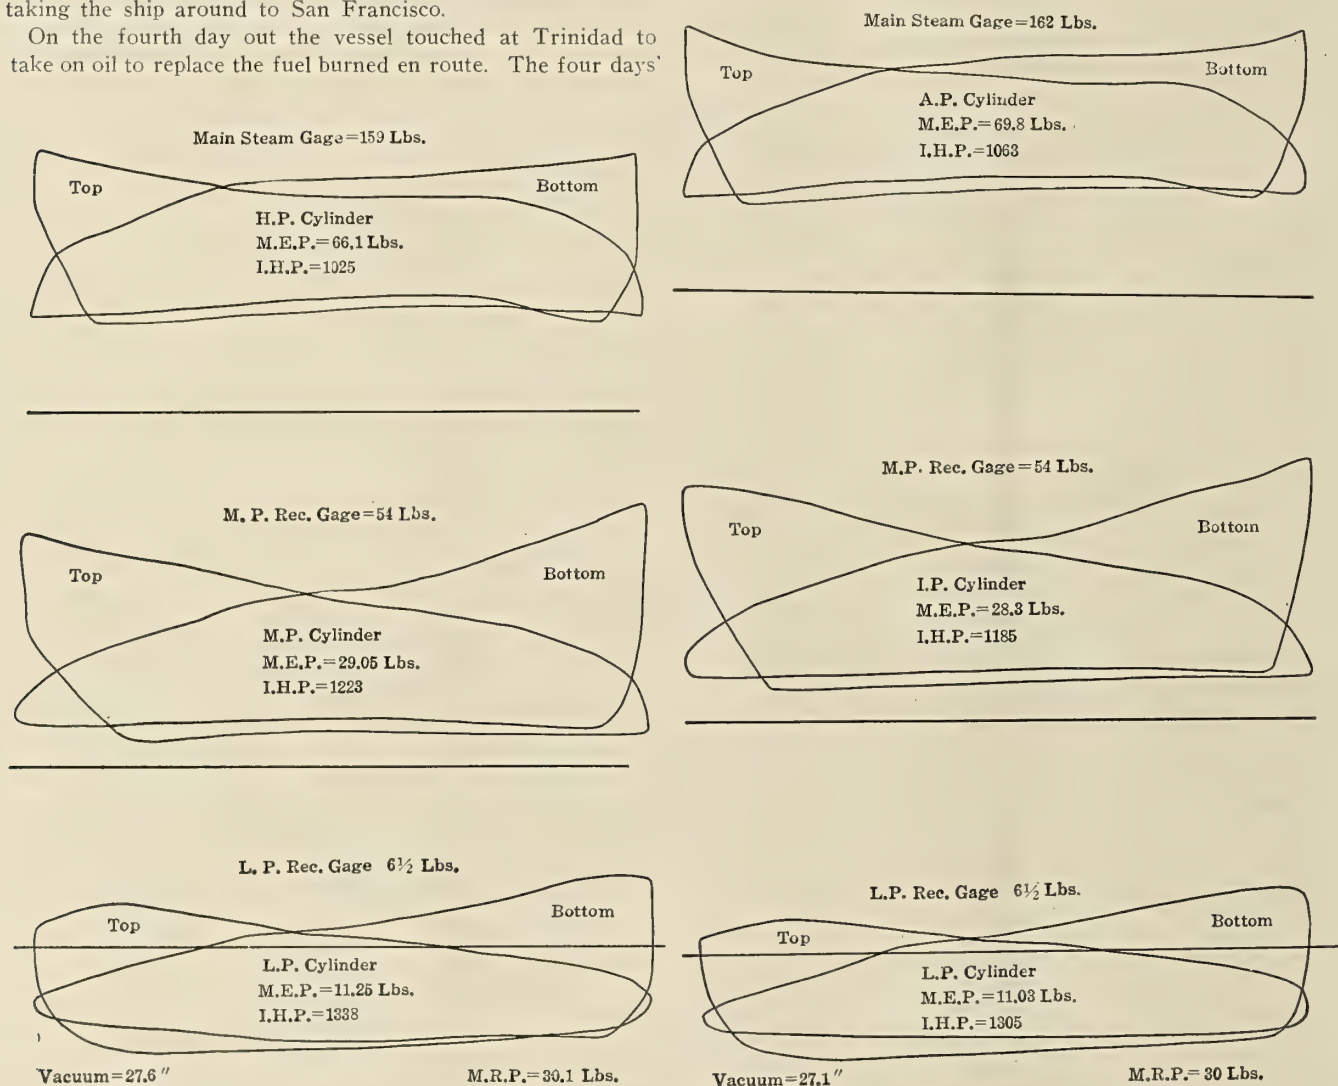 taking the ship around to San Francisco.
On the fourth day out the vessel touched at Trinidad to
take on oil to replace the fuel burned en route. The four days'
Main Steam Gage=159 Lbs.
Top
Bottom
H.P. Cylinder
M.E.P.=66.1 Lbs.
I.H.P.=1025
M. P. Rec. Gage=54 Lbs.
Top
Bottom
M.P. Cylinder
M.E.P.=29.05 Lbs.
I.H.P.=1223
L. P. Rec. Gage 6½ Lbs.
Top
Bottom
L.P. Cylinder
M.E.P.=11.25 Lbs.
I.H.P.=1338
Vacuum=27.6"
M.R.P.=30.1 Lbs.
Main Steam Gage=162 Lbs.
Top
Bottom
A.P. Cylinder
M.E.P.=69.8 Lbs.
I.H.P.=1063
M.P. Rec. Gage=54 Lbs.
Top
Bottom
I.P. Cylinder
M.E.P.=28.3 Lbs.
I.H.P.=1185
L.P. Rec. Gage 6½ Lbs.
Top
Bottom
L.P. Cylinder
M.E.P.=11.03 Lbs.
I.H.P.=1305
Vacuum=27.1"
M.R.P.=30 Lbs.